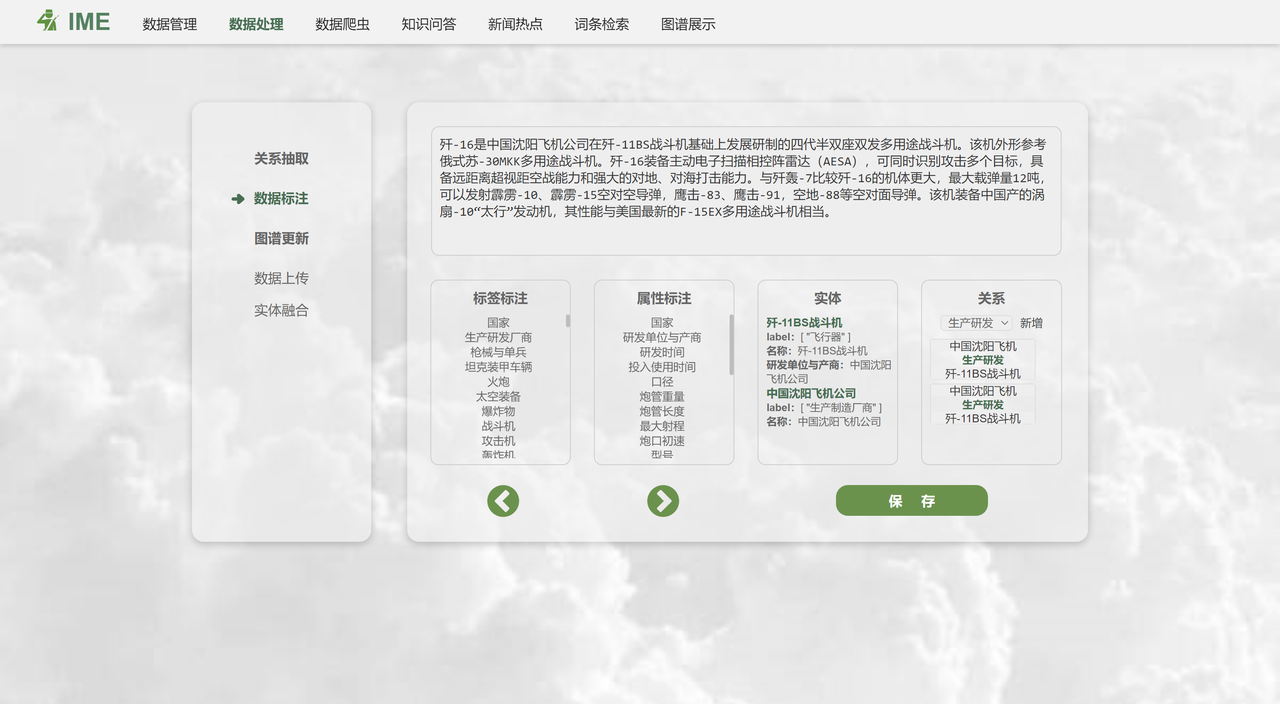 IME 数据管理 数据处理 数据爬虫 知识问答 新闻热点 词条检索 图谱展示
关系抽取
数据标注
图谱更新
数据上传
实体融合
歼-16是中国沈阳飞机公司在歼-11BS战斗机基础上发展研制的四代半双座双发多用途战斗机。该机外形参考
俄式苏-30MKK多用途战斗机。歼-16装备主动电子扫描相控阵雷达（AESA），可同时识别攻击多个目标，具
备远距离超视距空战能力和强大的对地、对海打击能力。与歼轰-7比较歼-16的机体更大，最大载弹量12吨，
可以发射霹雳-10、霹雳-15空对空导弹，鹰击-83、鹰击-91，空地-88等空对面导弹。该机装备中国产的涡
扇-10“太行”发动机，其性能与美国最新的F-15EX多用途战斗机相当。
标签标注
国家
生产研发厂商
枪械与单兵
坦克装甲车辆
火炮
太空装备
爆炸物
战斗机
攻击机
轰炸机
属性标注
国家
研发单位与产商
研发时间
投入使用时间
口径
炮管重量
炮管长度
最大射程
炮口初速
型号
实体
歼-11BS战斗机
label：[ "飞行器" ]
名称：歼-11BS战斗机
研发单位与产商：中国沈阳
飞机公司
中国沈阳飞机公司
label：[ "生产制造厂商" ]
名称：中国沈阳飞机公司
关系
生产研发 新增
中国沈阳飞机
生产研发
歼-11BS战斗机
中国沈阳飞机
生产研发
歼-11BS战斗机
保 存